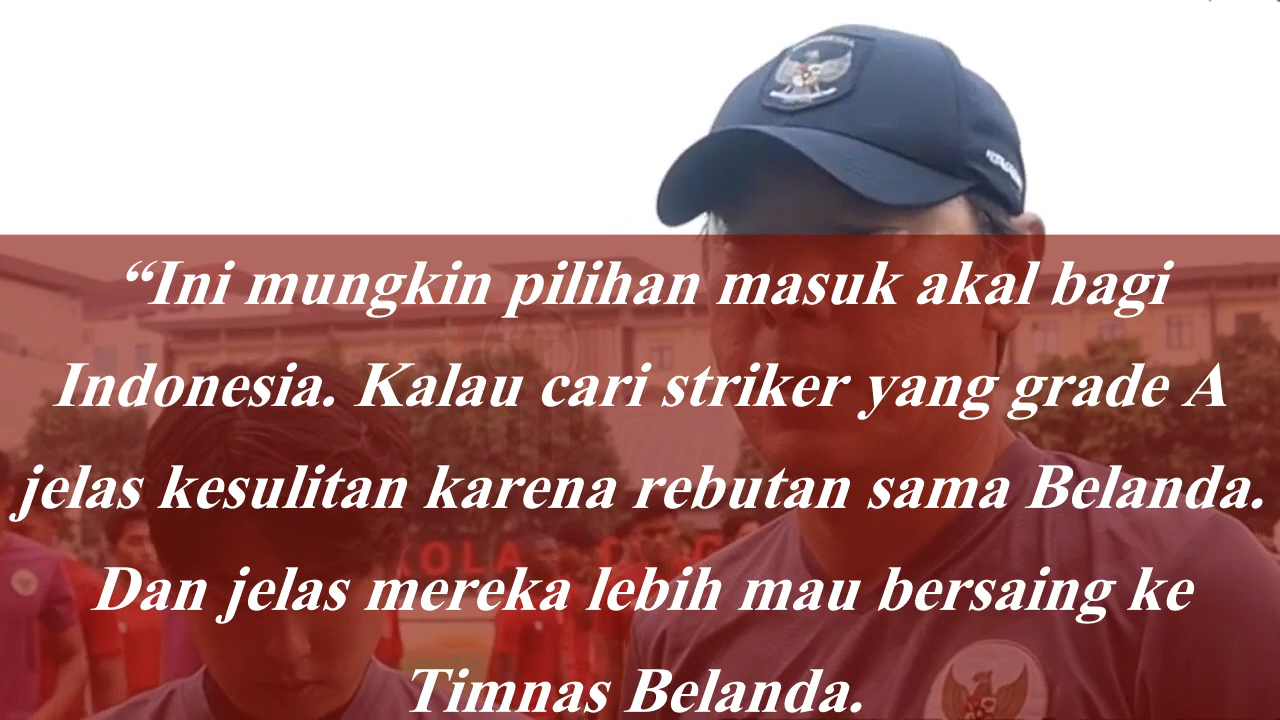 “Ini mungkin pilihan masuk akal bagi
Indonesia. Kalau cari striker yang grade A
jelas kesulitan karena rebutan sama Belanda.
Dan jelas mereka lebih mau bersaing ke
Timnas Belanda.